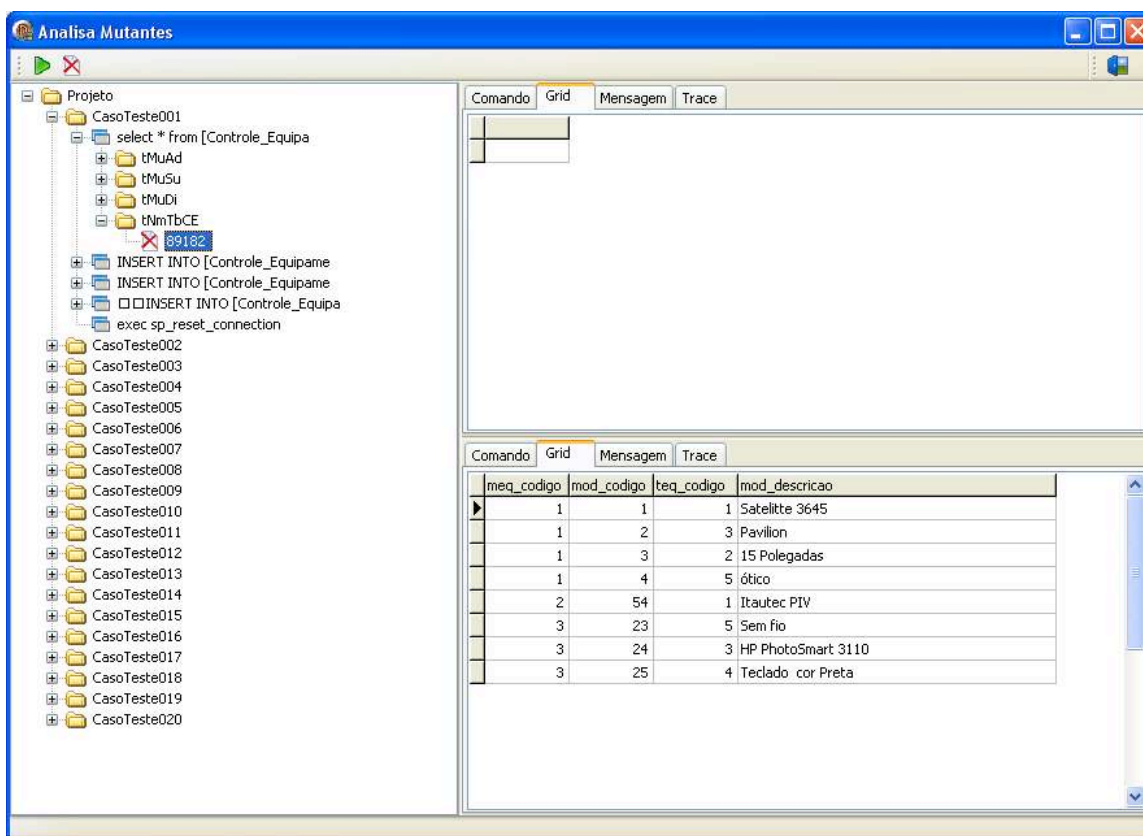 Analisa Mutantes
Projeto
CasoTeste001
select * from [Controle_Equipa
tMuAd
tMuSu
tMuDi
tNmTbCE
89182
INSERT INTO [Controle_Equipame
INSERT INTO [Controle_Equipame
□□INSERT INTO [Controle_Equipa
exec sp_reset_connection
CasoTeste002
CasoTeste003
CasoTeste004
CasoTeste005
CasoTeste006
CasoTeste007
CasoTeste008
CasoTeste009
CasoTeste010
CasoTeste011
CasoTeste012
CasoTeste013
CasoTeste014
CasoTeste015
CasoTeste016
CasoTeste017
CasoTeste018
CasoTeste019
CasoTeste020
Comando Grid Mensagem Trace
Comando Grid Mensagem Trace
meq_codigo mod_codigo teq_codigo mod_descricao
1 1 1 Satelitte 3645
1 2 3 Pavilion
1 3 2 15 Polegadas
1 4 5 ótico
2 54 1 Itautec PIV
3 23 5 Sem fio
3 24 3 HP PhotoSmart 3110
3 25 4 Teclado cor Preta